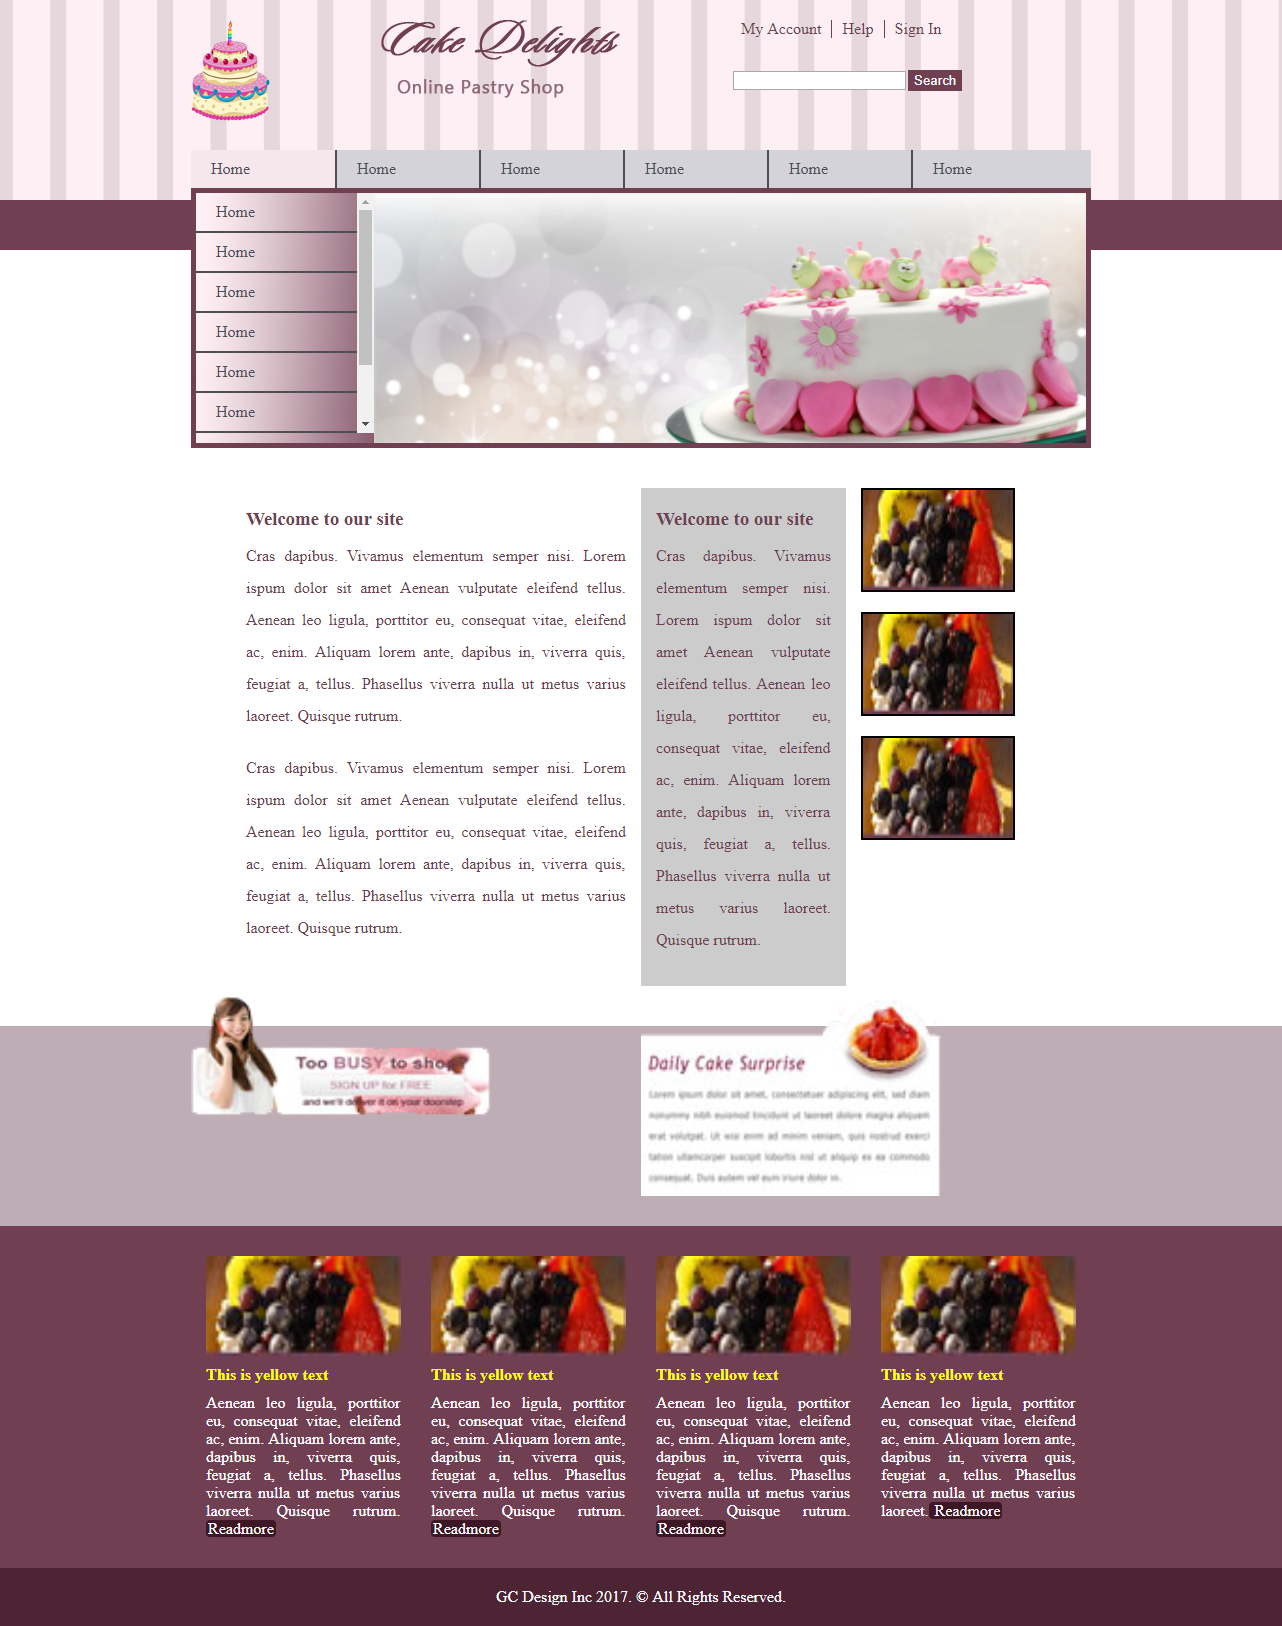 Cake Delights
Online Pastry Shop
My Account
Help
Sign In
Search
Home
Home
Home
Home
Home
Home
Home
Home
Home
Home
Home
Home
Welcome to our site
Cras dapibus. Vivamus elementum semper nisi. Lorem
ispum dolor sit amet Aenean vulputate eleifend tellus.
Aenean leo ligula, porttitor eu, consequat vitae, eleifend
ac, enim. Aliquam lorem ante, dapibus in, viverra quis,
feugiat a, tellus. Phasellus viverra nulla ut metus varius
laoreet. Quisque rutrum.
Cras dapibus. Vivamus elementum semper nisi. Lorem
ispum dolor sit amet Aenean vulputate eleifend tellus.
Aenean leo ligula, porttitor eu, consequat vitae, eleifend
ac, enim. Aliquam lorem ante, dapibus in, viverra quis,
feugiat a, tellus. Phasellus viverra nulla ut metus varius
laoreet. Quisque rutrum.
Welcome to our site
Cras dapibus. Vivamus
elementum semper nisi.
Lorem ispum dolor sit
amet Aenean vulputate
eleifend tellus. Aenean leo
ligula, porttitor eu,
consequat vitae, eleifend
ac, enim. Aliquam lorem
ante, dapibus in, viverra
quis, feugiat a, tellus.
Phasellus viverra nulla ut
metus varius laoreet.
Quisque rutrum.
Too BUSY to shop?
SIGN UP for FREE
and we'll deliver it on your doorstep
Daily Cake Surprise
Lorem ipsum dolor sit amet, consectetuer adipiscing elit, sed diam
nonummy nibh euismod tincidunt ut laoreet dolore magna aliquam
erat volutpat. Ut wisi enim ad minim veniam, quis nostrud exerci
tation ullamcorper suscipit lobortis nisl ut aliquip ex ea commodo
consequat. Duis autem vel eum iriure dolor in.
This is yellow text
Aenean leo ligula, porttitor
eu, consequat vitae, eleifend
ac, enim. Aliquam lorem ante,
dapibus in, viverra quis,
feugiat a, tellus. Phasellus
viverra nulla ut metus varius
laoreet. Quisque rutrum.
Readmore
This is yellow text
Aenean leo ligula, porttitor
eu, consequat vitae, eleifend
ac, enim. Aliquam lorem ante,
dapibus in, viverra quis,
feugiat a, tellus. Phasellus
viverra nulla ut metus varius
laoreet. Quisque rutrum.
Readmore
This is yellow text
Aenean leo ligula, porttitor
eu, consequat vitae, eleifend
ac, enim. Aliquam lorem ante,
dapibus in, viverra quis,
feugiat a, tellus. Phasellus
viverra nulla ut metus varius
laoreet. Quisque rutrum.
Readmore
This is yellow text
Aenean leo ligula, porttitor
eu, consequat vitae, eleifend
ac, enim. Aliquam lorem ante,
dapibus in, viverra quis,
feugiat a, tellus. Phasellus
viverra nulla ut metus varius
laoreet. Readmore
GC Design Inc 2017. © All Rights Reserved.